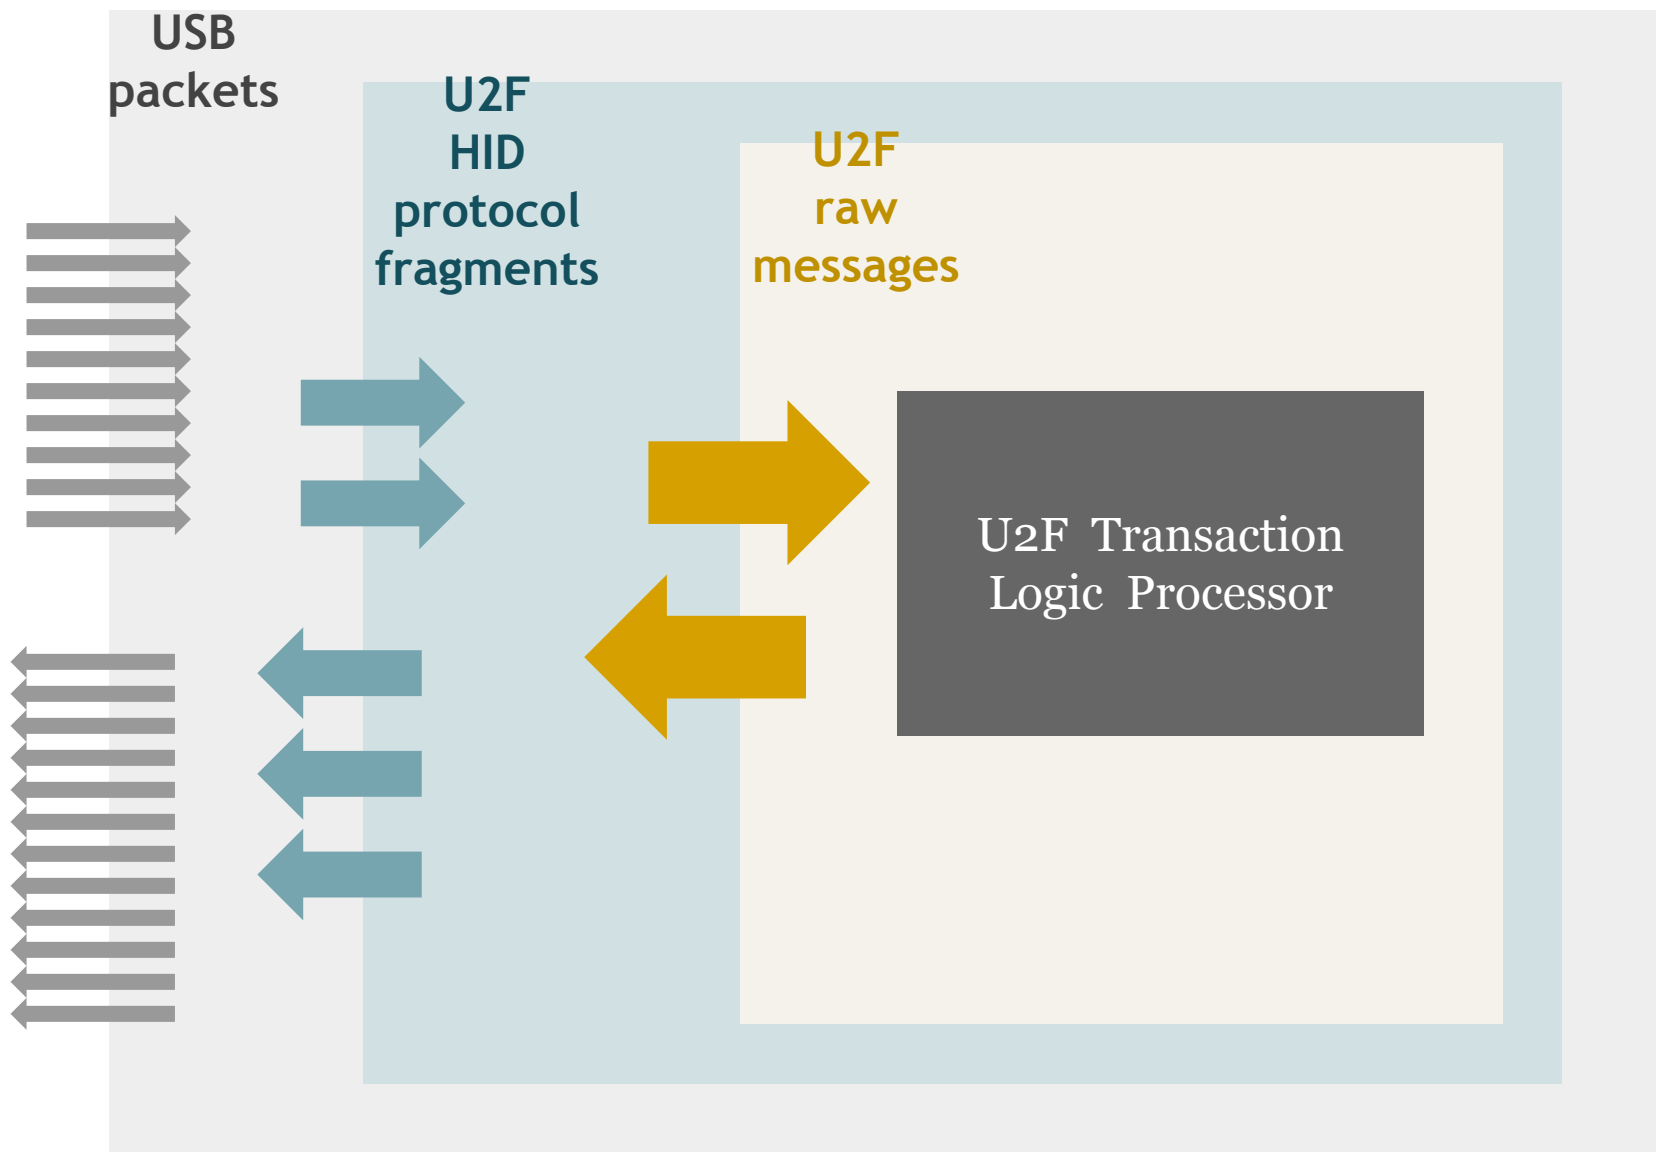 USB
packets
U2F
HID
protocol
fragments
U2F
raw
messages
U2F Transaction
Logic Processor